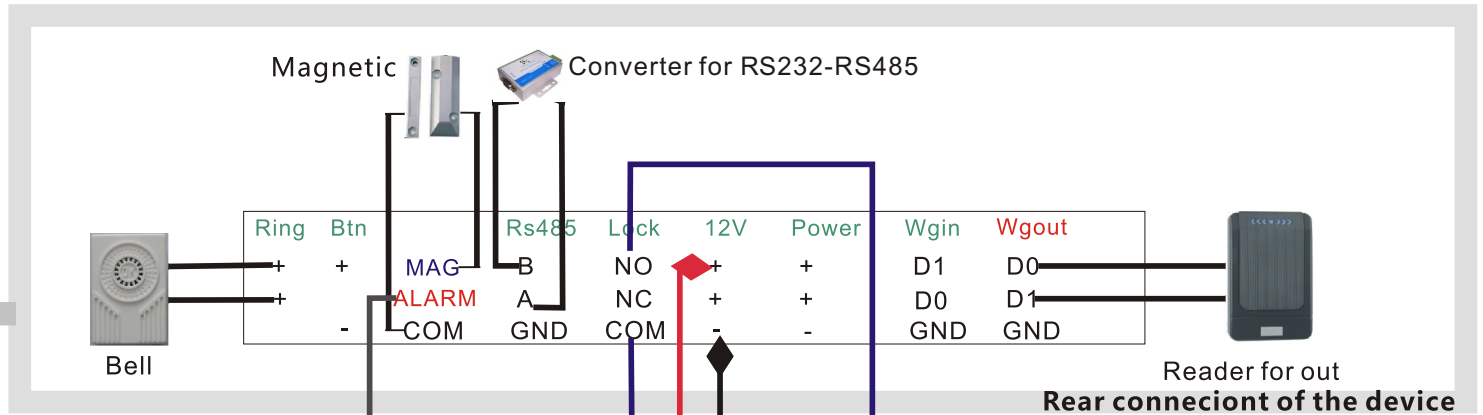 Magnetic
Converter for RS232-RS485
Ring Btn Rs485 Lock 12V Power Wgin Wgout
+ + MAG B NO + + D1 D0
+ ALARM A NC + + D0 D1
- COM GND COM - - GND GND
Bell
Reader for out
Rear conneciont of the device